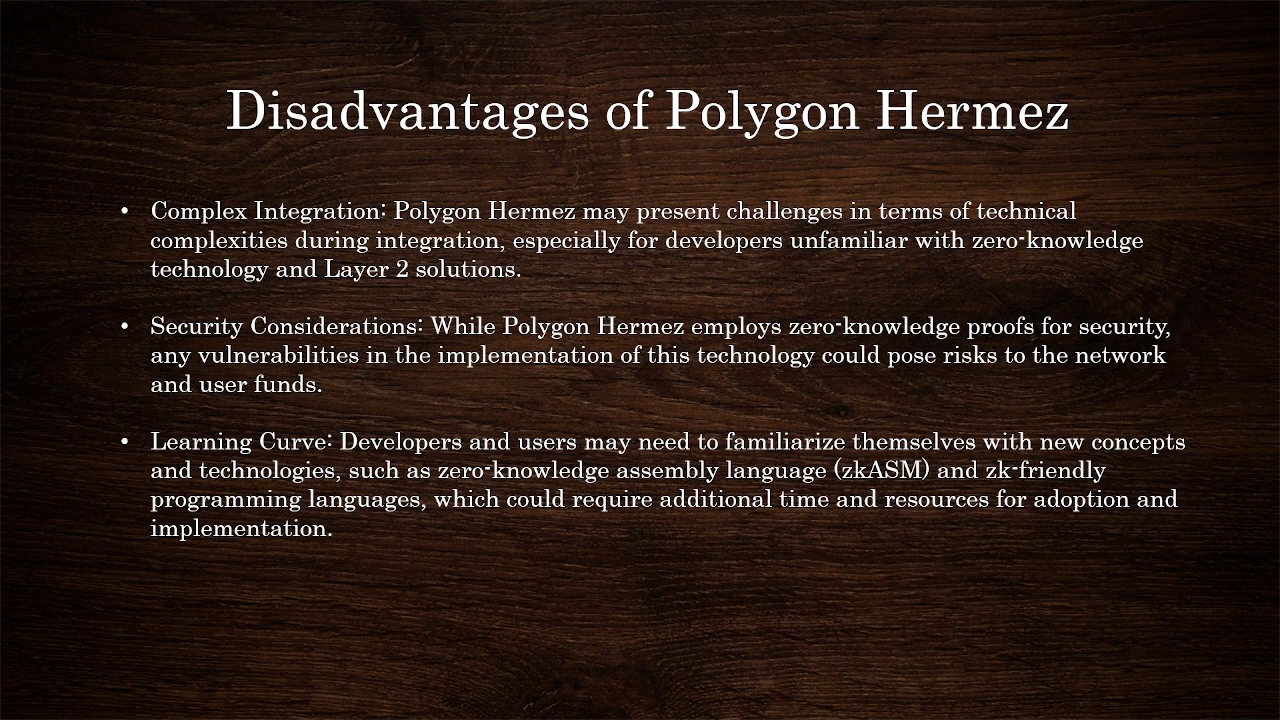 Disadvantages of Polygon Hermez
• Complex Integration: Polygon Hermez may present challenges in terms of technical
complexities during integration, especially for developers unfamiliar with zero-knowledge
technology and Layer 2 solutions.
• Security Considerations: While Polygon Hermez employs zero-knowledge proofs for security,
any vulnerabilities in the implementation of this technology could pose risks to the network
and user funds.
• Learning Curve: Developers and users may need to familiarize themselves with new concepts
and technologies, such as zero-knowledge assembly language (zkASM) and zk-friendly
programming languages, which could require additional time and resources for adoption and
implementation.